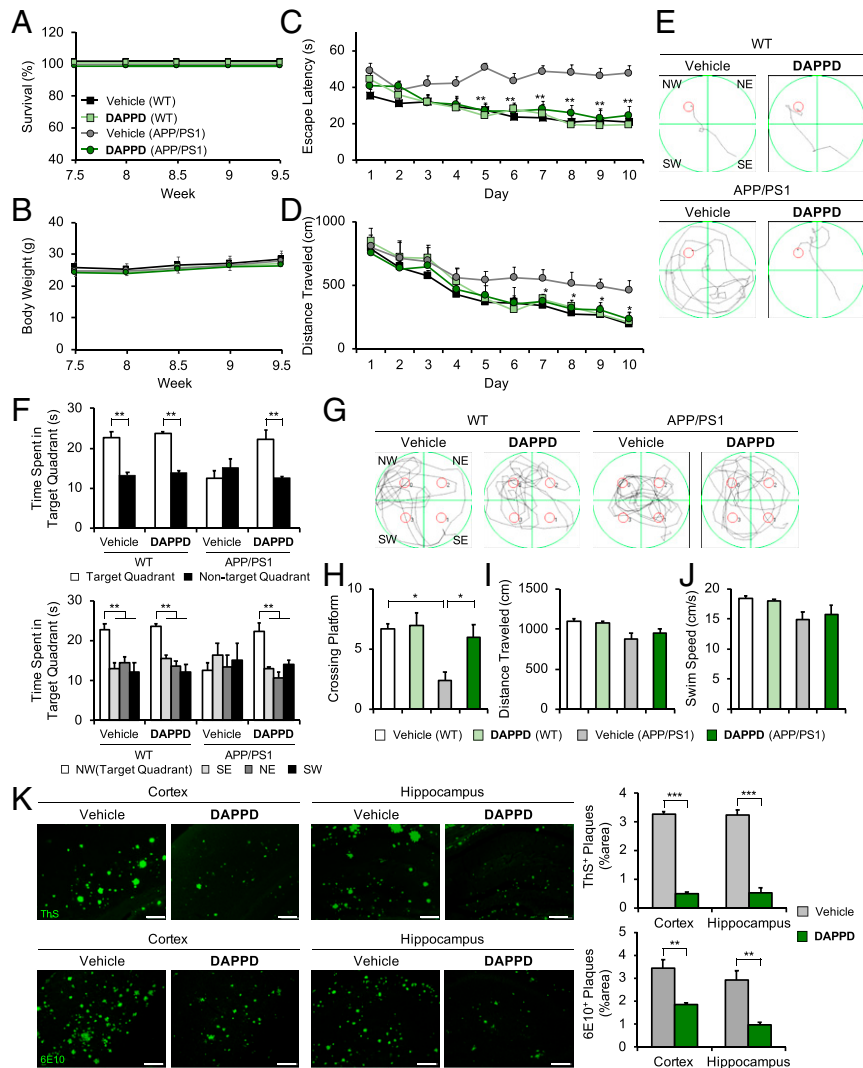 A
Survival (%)
120
100
80
60
40
Vehicle (WT)
DAPPD (WT)
Vehicle (APP/PS1)
DAPPD (APP/PS1)
7.5 8 8.5 9 9.5
Week
B
Body Weight (g)
40
30
20
10
0
7.5 8 8.5 9 9.5
Week
C
Escape Latency (s)
60
40
20
0
** ** ** ** ** **
1 2 3 4 5 6 7 8 9 10
Day
D
Distance Traveled (cm)
1000
500
0
* * * *
1 2 3 4 5 6 7 8 9 10
Day
E
WT
Vehicle DAPPD
NW NE
SW SE
APP/PS1
Vehicle DAPPD
F
Time Spent in
Target Quadrant (s)
30
20
10
0
** ** **
Vehicle DAPPD Vehicle DAPPD
WT APP/PS1
Target Quadrant Non-target Quadrant
Time Spent in
Target Quadrant (s)
30
20
10
0
** ** **
Vehicle DAPPD Vehicle DAPPD
WT APP/PS1
NW(Target Quadrant) SE NE SW
G
WT APP/PS1
Vehicle DAPPD Vehicle DAPPD
NW NE
SW SE
H
Crossing Platform
10
5
0
* *
I
Distance Traveled (cm)
1500
1000
500
0
J
Swim Speed (cm/s)
20
15
10
5
0
Vehicle (WT) DAPPD (WT) Vehicle (APP/PS1) DAPPD (APP/PS1)
K
Cortex Hippocampus
Vehicle DAPPD Vehicle DAPPD
ThS
Cortex Hippocampus
Vehicle DAPPD Vehicle DAPPD
6E10
ThS+ Plaques
(%area)
4
3
2
1
0
*** ***
Cortex Hippocampus
Vehicle
DAPPD
6E10+ Plaques
(%area)
5
4
3
2
1
0
** **
Cortex Hippocampus